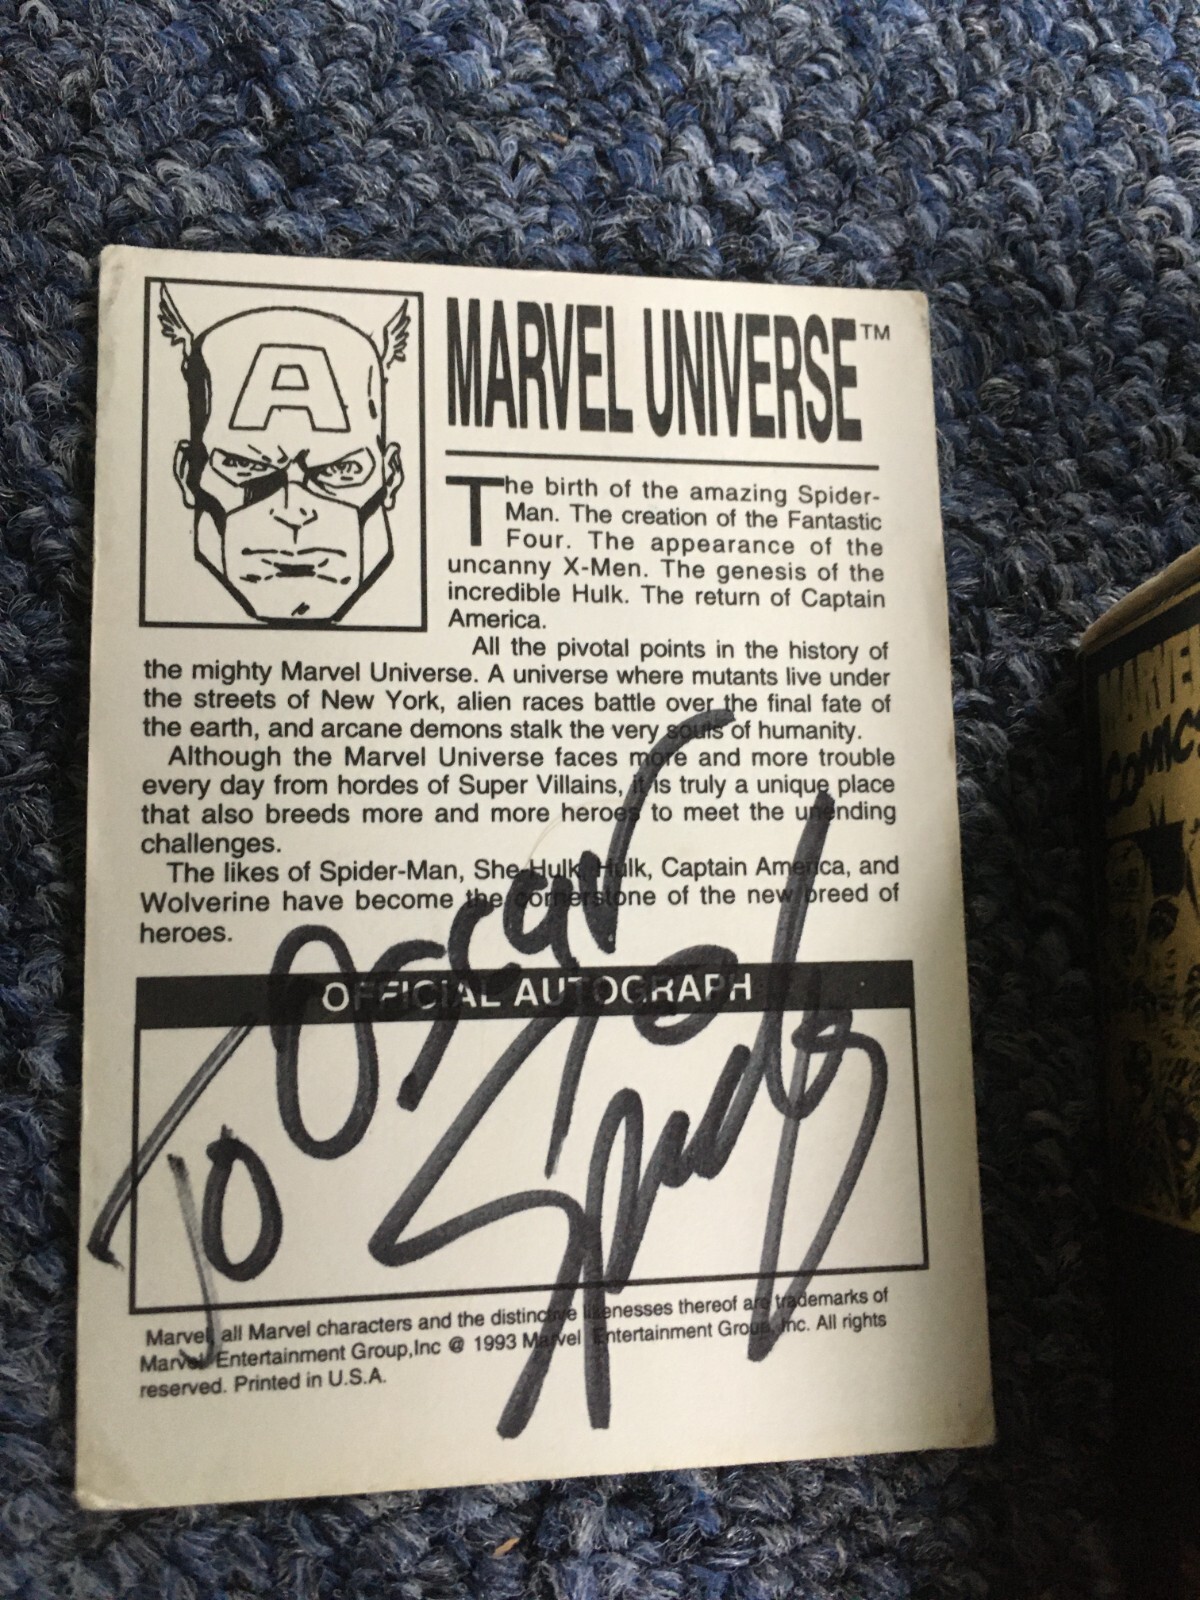 A
MARVEL UNIVERSE™
The birth of the amazing Spider-
Man. The creation of the Fantastic
Four. The appearance of the
uncanny X-Men. The genesis of the
incredible Hulk. The return of Captain
America.
All the pivotal points in the history of
the mighty Marvel Universe. A universe where mutants live under
the streets of New York, alien races battle over the final fate of
the earth, and arcane demons stalk the very souls of humanity.
Although the Marvel Universe faces more and more trouble
every day from hordes of Super Villains, it is truly a unique place
that also breeds more and more heroes to meet the unending
challenges.
The likes of Spider-Man, She-Hulk, Hulk, Captain America, and
Wolverine have become the cornerstone of the new breed of
heroes.
OFFICIAL AUTOGRAPH
To Oscar
Marvel, all Marvel characters and the distinctive likenesses thereof are trademarks of
Marvel Entertainment Group,Inc @ 1993 Marvel Entertainment Group, Inc. All rights
reserved. Printed in U.S.A.
MARVEL
COMICS